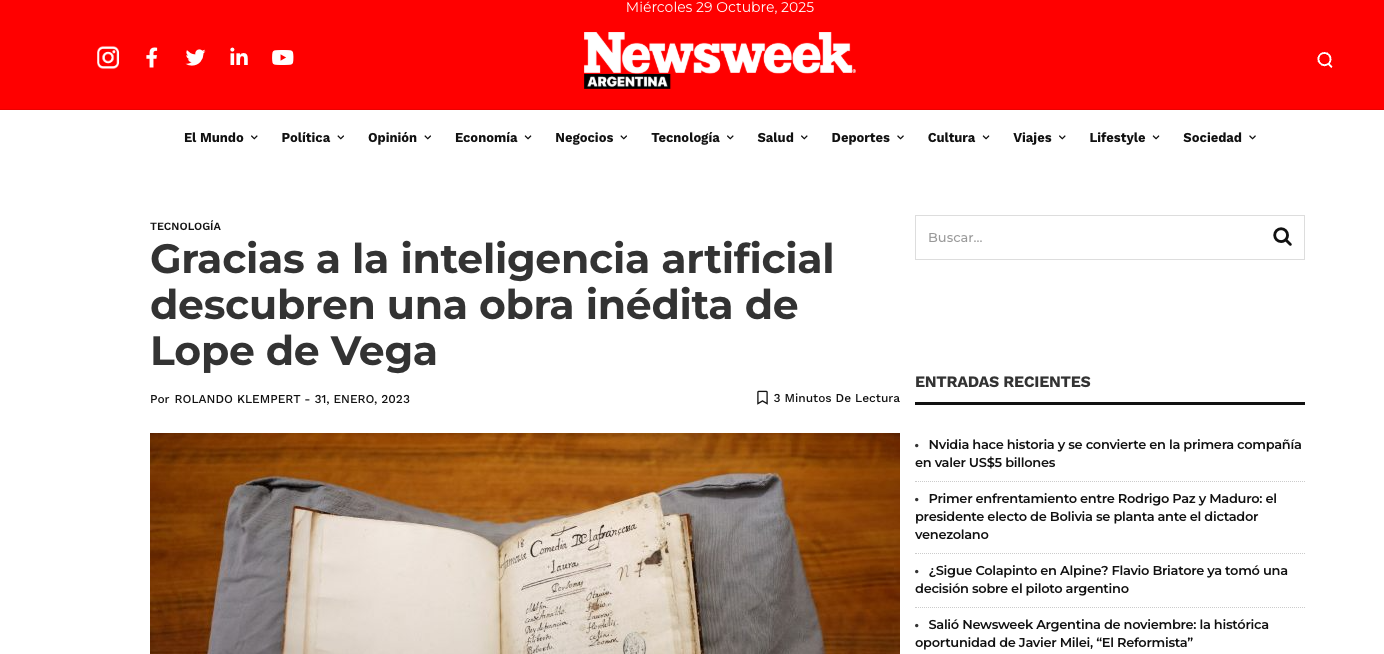 Miércoles 29 Octubre, 2025
Newsweek
ARGENTINA
El Mundo Política Opinión Economía Negocios Tecnología Salud Deportes Cultura Viajes Lifestyle Sociedad
TECNOLOGÍA
Gracias a la inteligencia artificial
descubren una obra inédita de
Lope de Vega
Por ROLANDO KLEMPERT - 31, ENERO, 2023
3 Minutos De Lectura
famosa Comedia De la francesa
Laura
Personas
Buscar...
ENTRADAS RECIENTES
• Nvidia hace historia y se convierte en la primera compañía
en valer US$5 billones
• Primer enfrentamiento entre Rodrigo Paz y Maduro: el
presidente electo de Bolivia se planta ante el dictador
venezolano
• ¿Sigue Colapinto en Alpine? Flavio Briatore ya tomó una
decisión sobre el piloto argentino
• Salió Newsweek Argentina de noviembre: la histórica
oportunidad de Javier Milei, “El Reformista”